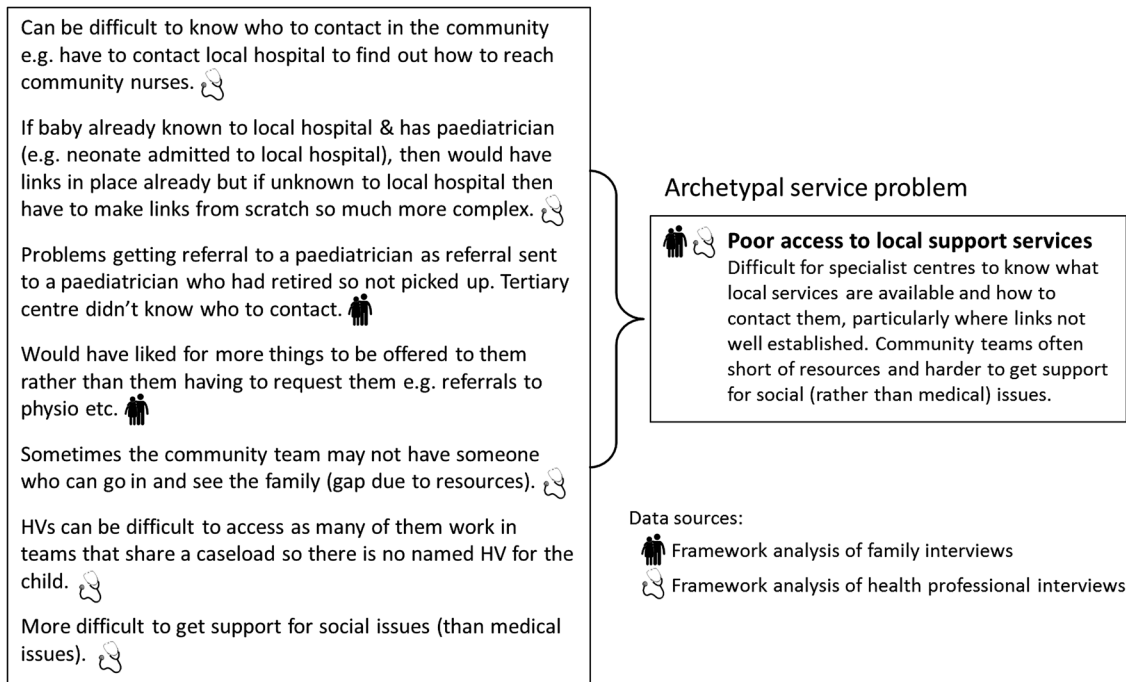 Can be difficult to know who to contact in the community
e.g. have to contact local hospital to find out how to reach
community nurses.
If baby already known to local hospital & has paediatrician
(e.g. neonate admitted to local hospital), then would have
links in place already but if unknown to local hospital then
have to make links from scratch so much more complex.
Problems getting referral to a paediatrician as referral sent
to a paediatrician who had retired so not picked up. Tertiary
centre didn’t know who to contact.
Would have liked for more things to be offered to them
rather than them having to request them e.g. referrals to
physio etc.
Sometimes the community team may not have someone
who can go in and see the family (gap due to resources).
HVs can be difficult to access as many of them work in
teams that share a caseload so there is no named HV for the
child.
More difficult to get support for social issues (than medical
issues).
Archetypal service problem
Poor access to local support services
Difficult for specialist centres to know what
local services are available and how to
contact them, particularly where links not
well established. Community teams often
short of resources and harder to get support
for social (rather than medical) issues.
Data sources:
Framework analysis of family interviews
Framework analysis of health professional interviews